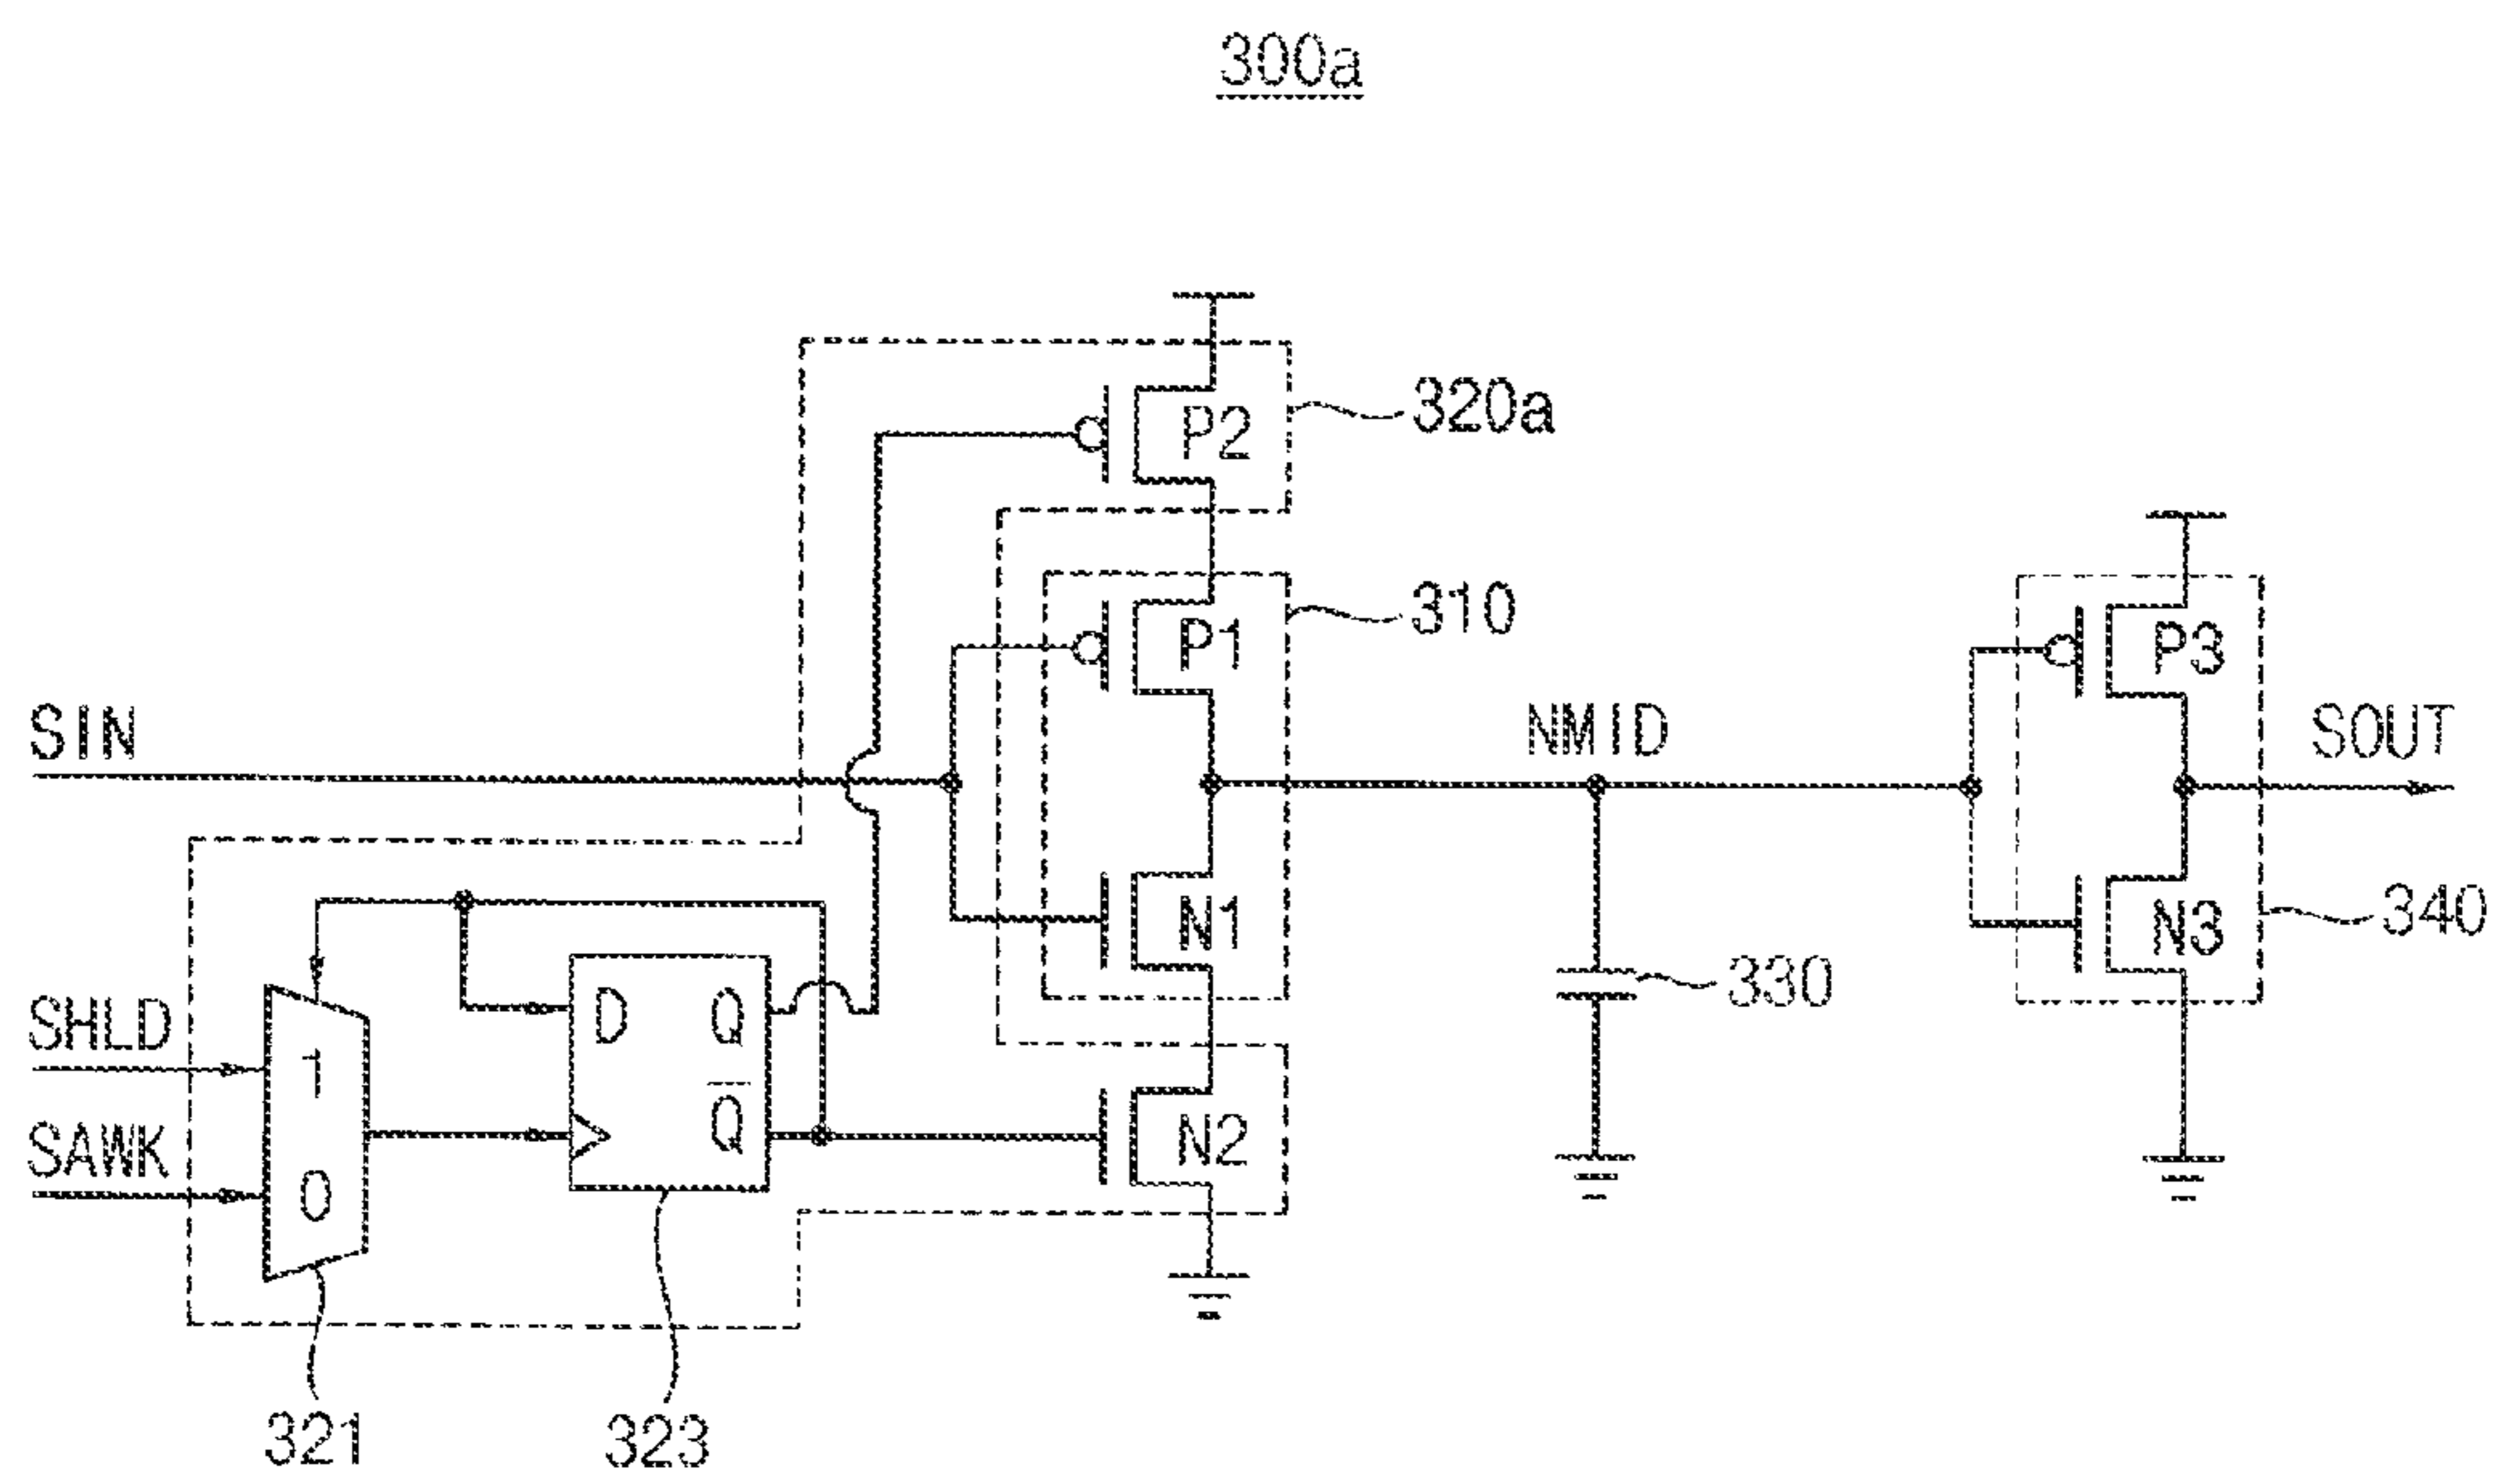 300a
P2
320a
P1
310
SIN
NMID
P3
SOUT
N1
N3
340
SHLD
1
D
Q
330
SAWK
0
Q̅
N2
321
323